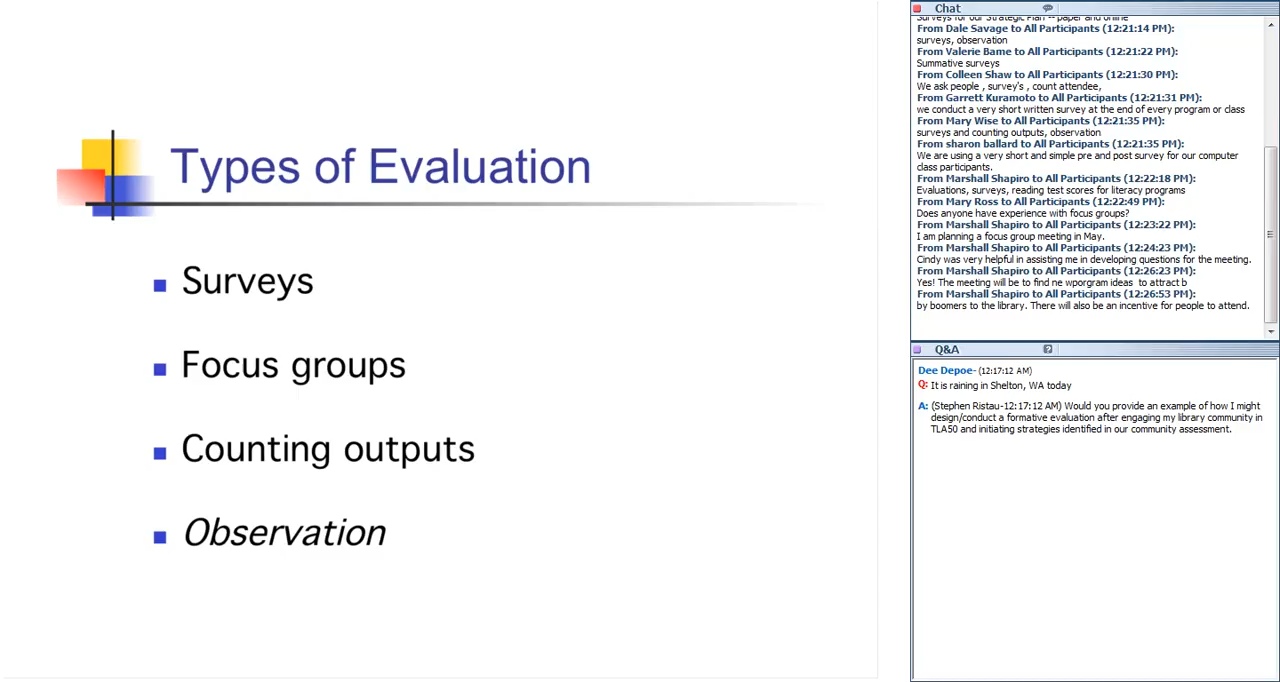 Types of Evaluation
Surveys
Focus groups
Counting outputs
Observation
Chat
Surveys for our Strategic Plan -- paper and online
From Dale Savage to All Participants (12:21:14 PM):
surveys, observation
From Valerie Bame to All Participants (12:21:22 PM):
Summative surveys
From Colleen Shaw to All Participants (12:21:30 PM):
We ask people , survey's , count attendee,
From Garrett Kuramoto to All Participants (12:21:31 PM):
we conduct a very short written survey at the end of every program or class
From Mary Wise to All Participants (12:21:35 PM):
surveys and counting outputs, observation
From sharon ballard to All Participants (12:21:35 PM):
We are using a very short and simple pre and post survey for our computer
class participants.
From Marshall Shapiro to All Participants (12:22:18 PM):
Evaluations, surveys, reading test scores for literacy programs
From Mary Ross to All Participants (12:22:49 PM):
Does anyone have experience with focus groups?
From Marshall Shapiro to All Participants (12:23:22 PM):
I am planning a focus group meeting in May.
From Marshall Shapiro to All Participants (12:24:23 PM):
Cindy was very helpful in assisting me in developing questions for the meeting.
From Marshall Shapiro to All Participants (12:26:23 PM):
Yes! The meeting will be to find ne wporgram ideas  to attract b
From Marshall Shapiro to All Participants (12:26:53 PM):
by boomers to the library. There will also be an incentive for people to attend.
Q&A
Dee Depoe- (12:17:12 AM)
Q: It is raining in Shelton, WA today
A: (Stephen Ristau-12:17:12 AM) Would you provide an example of how I might
design/conduct a formative evaluation after engaging my library community in
TLA50 and initiating strategies identified in our community assessment.